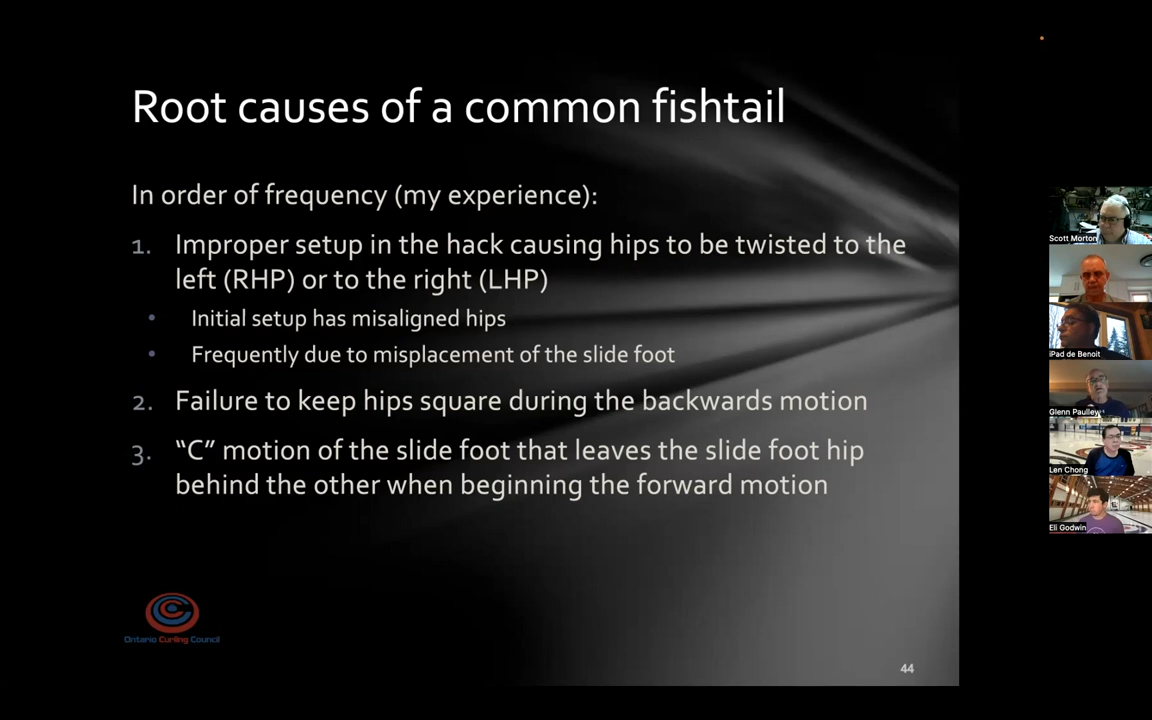 Root causes of a common fishtail
In order of frequency (my experience):
1. Improper setup in the hack causing hips to be twisted to the
left (RHP) or to the right (LHP)
• Initial setup has misaligned hips
• Frequently due to misplacement of the slide foot
2. Failure to keep hips square during the backwards motion
3. “C” motion of the slide foot that leaves the slide foot hip
behind the other when beginning the forward motion
Ontario Curling Council
44
Scott Morton
iPad de Benoit
Glenn Paulley
Len Chong
Eli Godwin